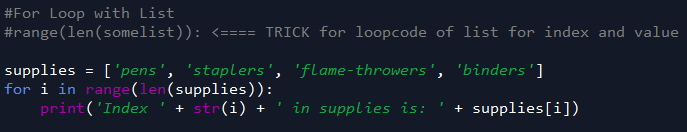 #For Loop with List
#range(len(somelist)): <==== TRICK for loopcode of list for index and value
supplies = ['pens', 'staplers', 'flame-throwers', 'binders']
for i in range(len(supplies)):
    print('Index ' + str(i) + ' in supplies is: ' + supplies[i])